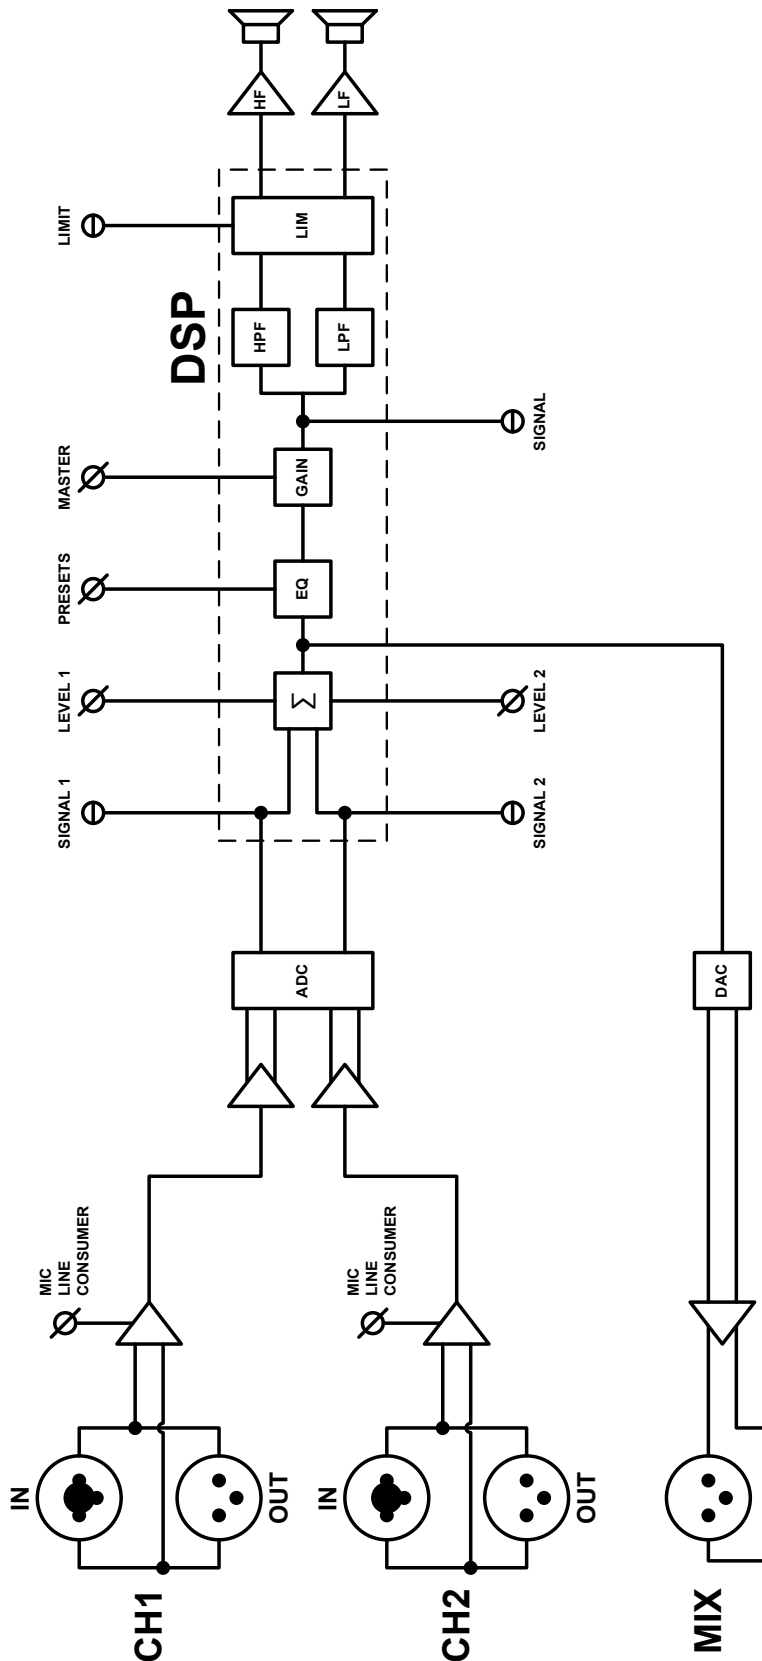 CH1
IN
OUT
MIC
LINE
CONSUMER
CH2
IN
OUT
MIC
LINE
CONSUMER
MIX
ADC
DAC
DSP
SIGNAL 1
SIGNAL 2
LEVEL 1
Σ
LEVEL 2
PRESETS
EQ
MASTER
GAIN
SIGNAL
HPF
LPF
LIMIT
LIM
HF
LF